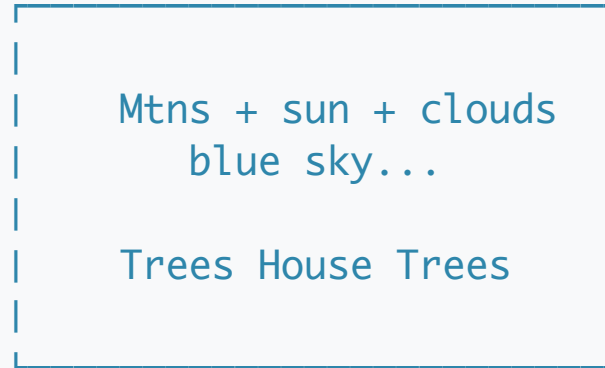 Mtns + sun + clouds
blue sky...
Trees House Trees